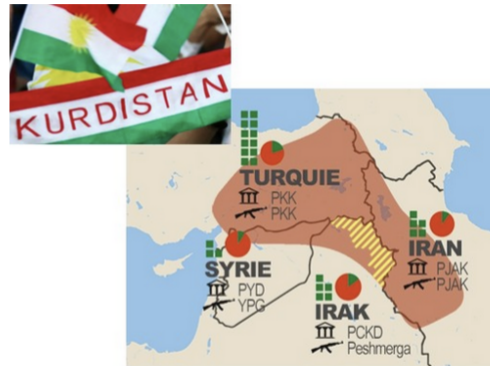 KURDISTAN
TURQUIE
PKK
PKK
SYRIE
PYD
YPG
IRAK
PCKD
Peshmerga
IRAN
PJAK
PJAK